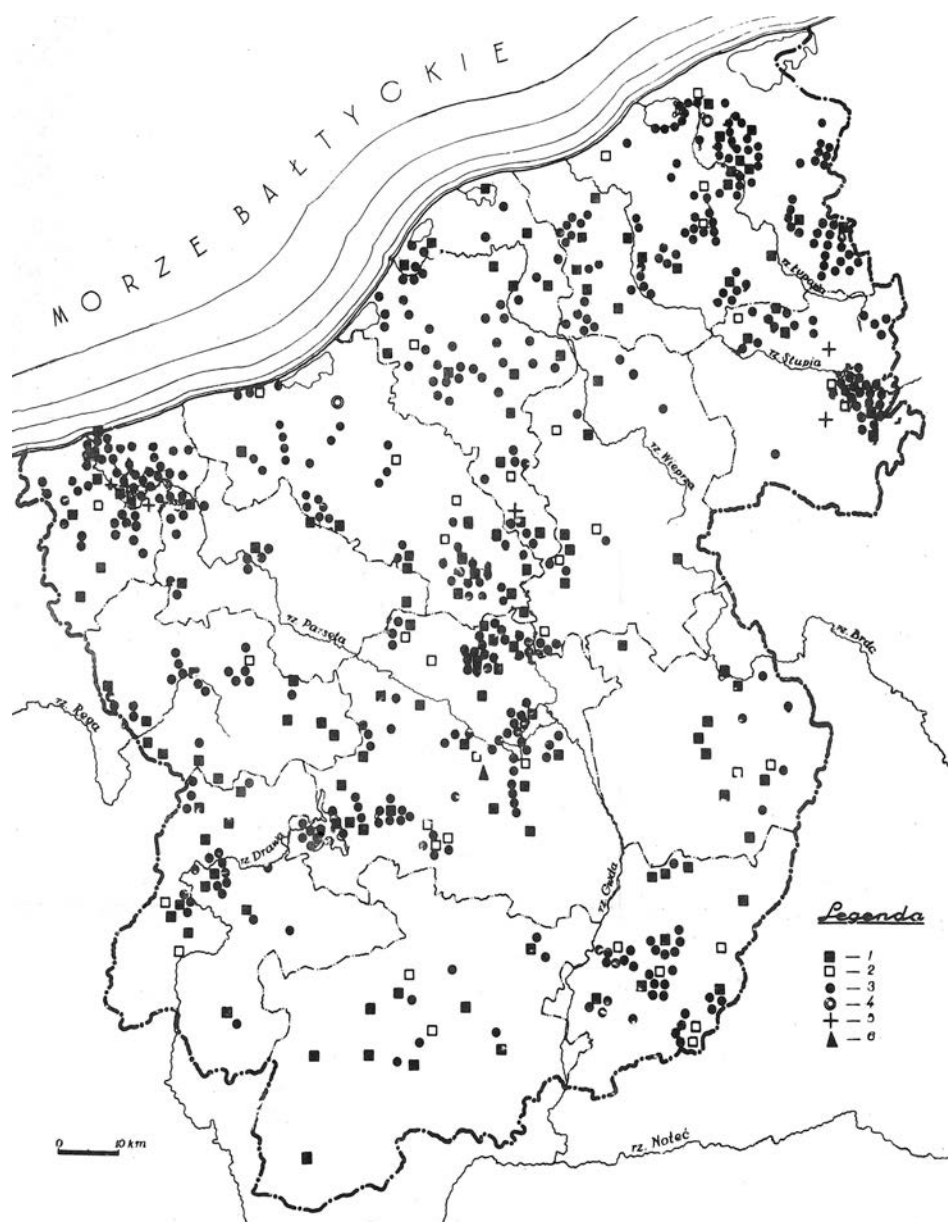 MORZE BAŁTYCKIE
rz. Łupawa
rz. Słupia
rz. Wieprza
rz. Parsęta
rz. Brda
rz. Rega
rz. Drawa
rz. Gwda
Legenda
1
2
3
4
5
6
0 10 km
rz. Noteć